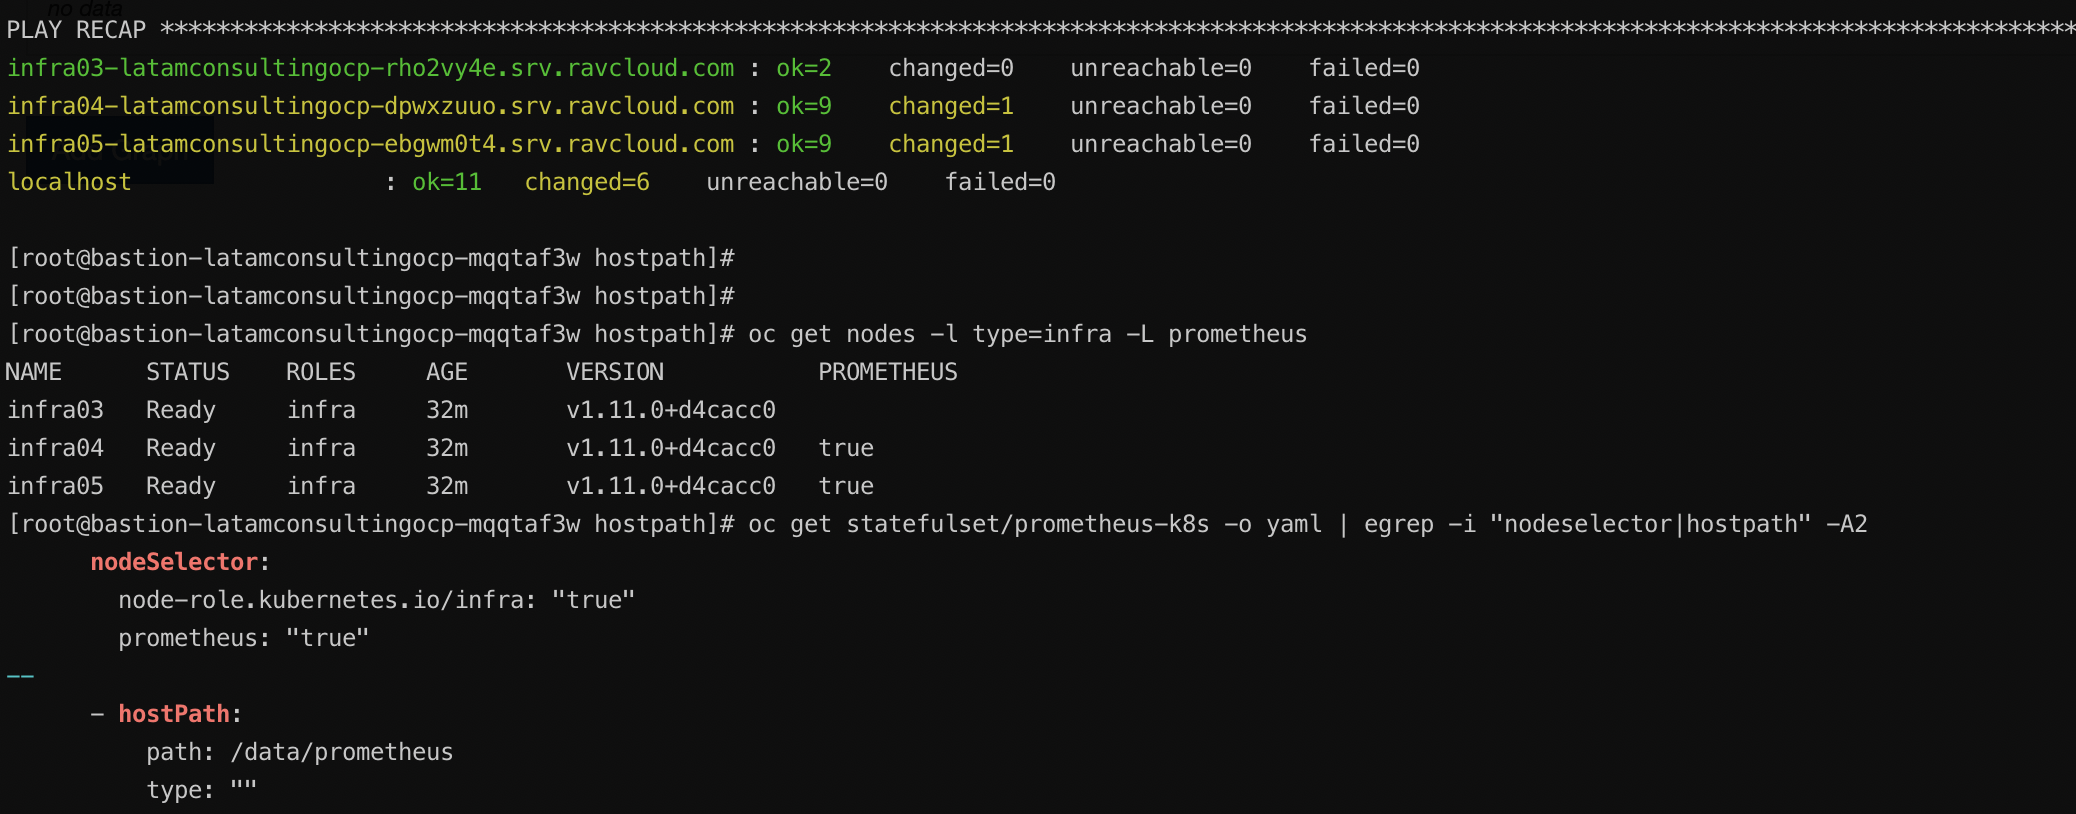 no data
PLAY RECAP ****************************************************************************************************************************************
infra03-latamconsultingocp-rho2vy4e.srv.ravcloud.com : ok=2    changed=0    unreachable=0    failed=0
infra04-latamconsultingocp-dpwxzuuo.srv.ravcloud.com : ok=9    changed=1    unreachable=0    failed=0
Add Graph
infra05-latamconsultingocp-ebgwm0t4.srv.ravcloud.com : ok=9    changed=1    unreachable=0    failed=0
localhost                  : ok=11   changed=6    unreachable=0    failed=0
[root@bastion-latamconsultingocp-mqqtaf3w hostpath]#
[root@bastion-latamconsultingocp-mqqtaf3w hostpath]#
[root@bastion-latamconsultingocp-mqqtaf3w hostpath]# oc get nodes -l type=infra -L prometheus
NAME      STATUS    ROLES     AGE       VERSION           PROMETHEUS
infra03   Ready     infra     32m       v1.11.0+d4cacc0
infra04   Ready     infra     32m       v1.11.0+d4cacc0   true
infra05   Ready     infra     32m       v1.11.0+d4cacc0   true
[root@bastion-latamconsultingocp-mqqtaf3w hostpath]# oc get statefulset/prometheus-k8s -o yaml | egrep -i "nodeselector|hostpath" -A2
      nodeSelector:
        node-role.kubernetes.io/infra: "true"
        prometheus: "true"
--
      - hostPath:
          path: /data/prometheus
          type: ""